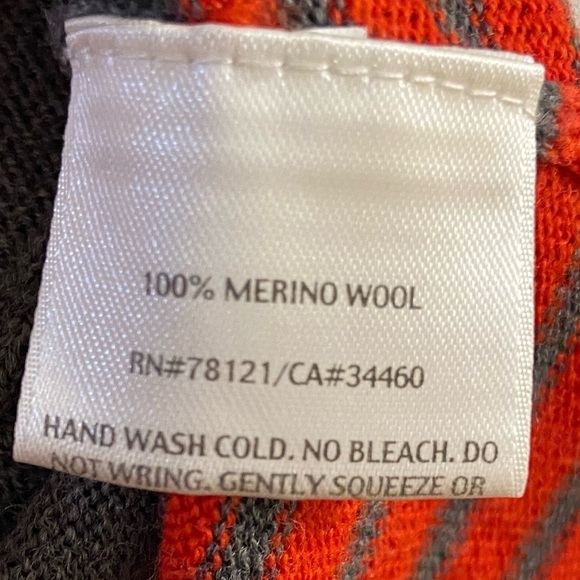 100% MERINO WOOL
RN#78121/CA#34460
HAND WASH COLD. NO BLEACH. DO
NOT WRING. GENTLY SQUEEZE OR